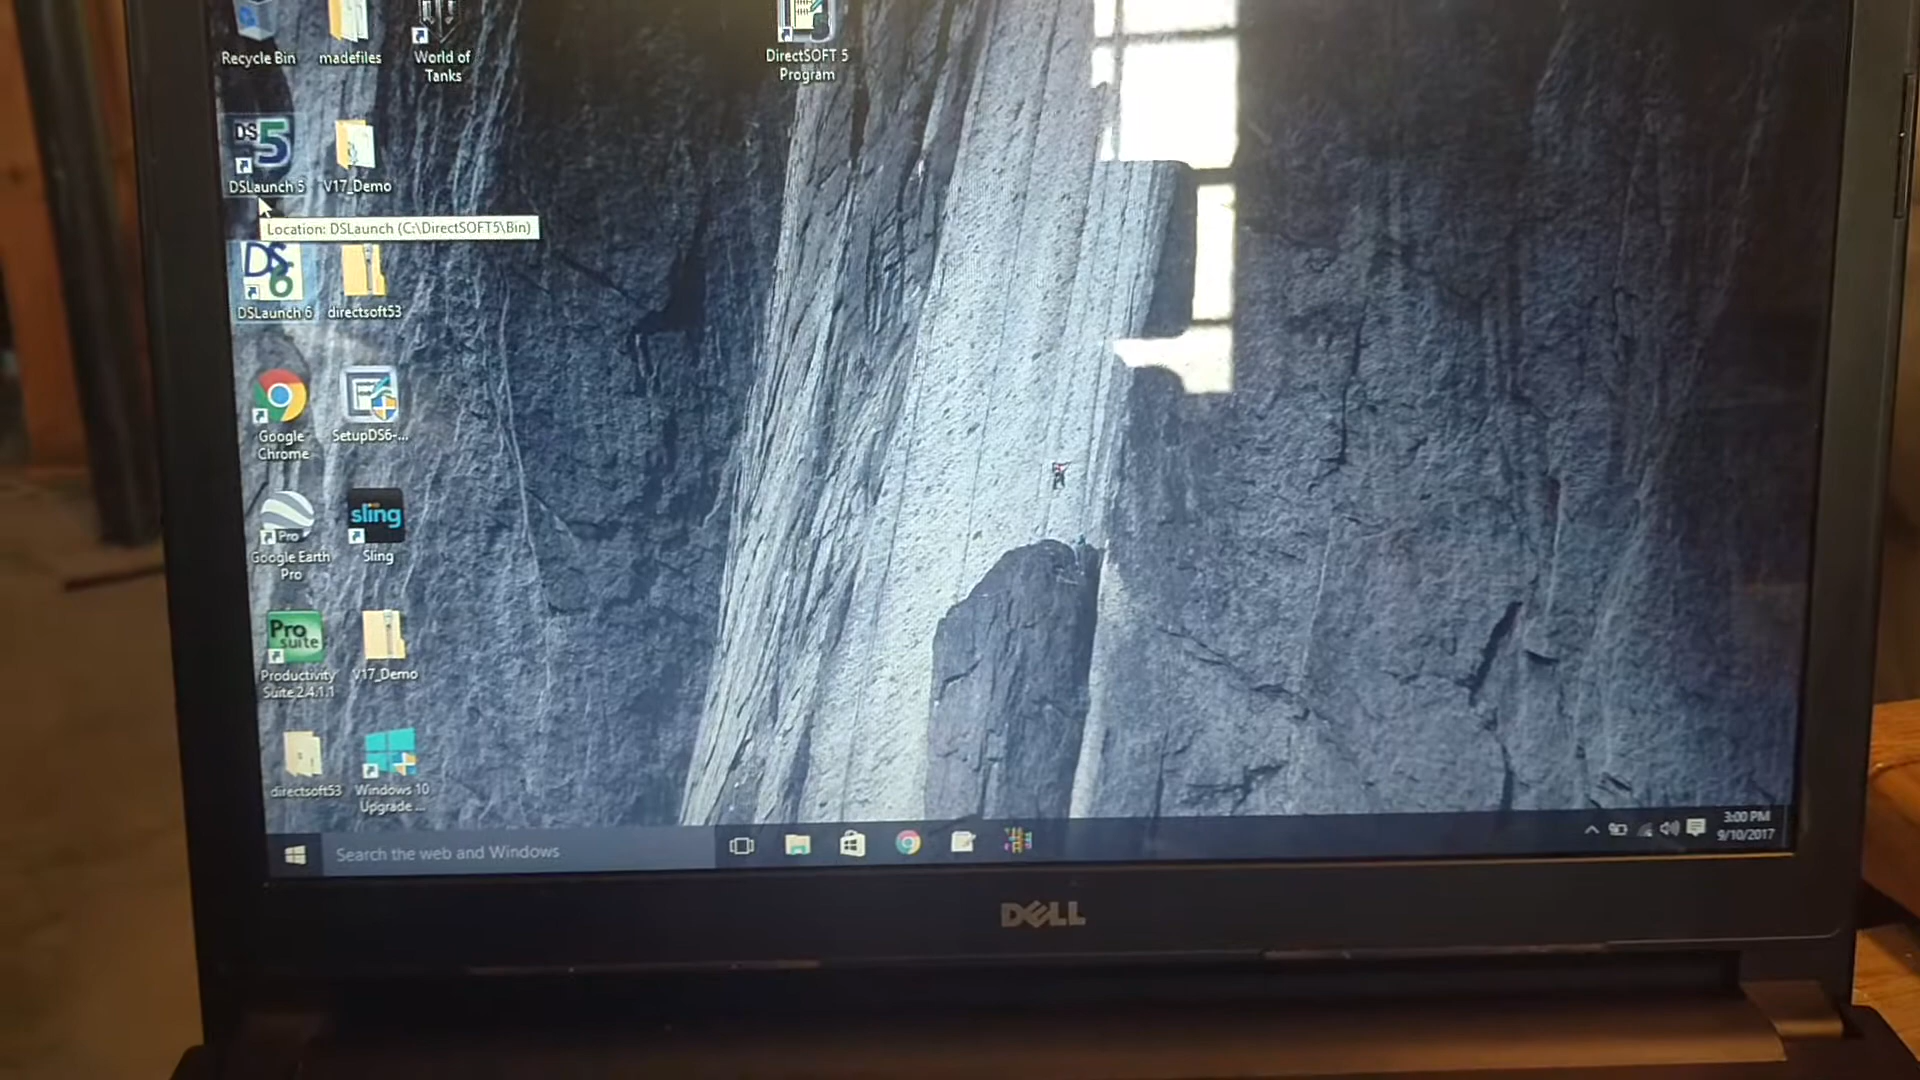 Recycle Bin
madefiles
World of
Tanks
DirectSOFT 5
Program
DS5
DSLaunch 5
V17_Demo
Location: DSLaunch (C:\DirectSOFT5\Bin)
DS6
DSLaunch 6
directsoft53
Google
Chrome
SetupDS6-...
Pro
Google Earth
Pro
sling
Sling
Pro
suite
Productivity
Suite 2.4.1.1
V17_Demo
directsoft53
Windows 10
Upgrade ...
Search the web and Windows
3:00 PM
9/10/2017
DELL